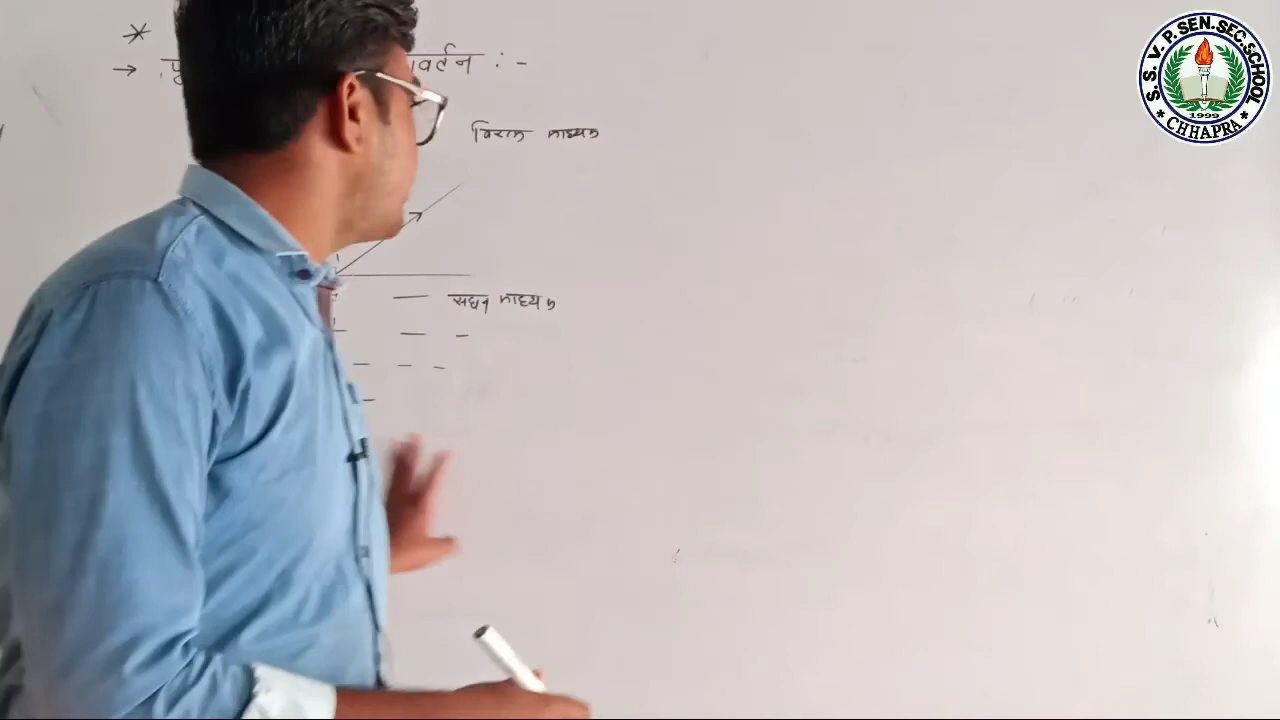 *
→ पू वर्तन :-
विरल माध्यम
सघन माध्यम
S. S. V. P. SEN. SEC. SCHOOL
1999
* CHHAPRA *